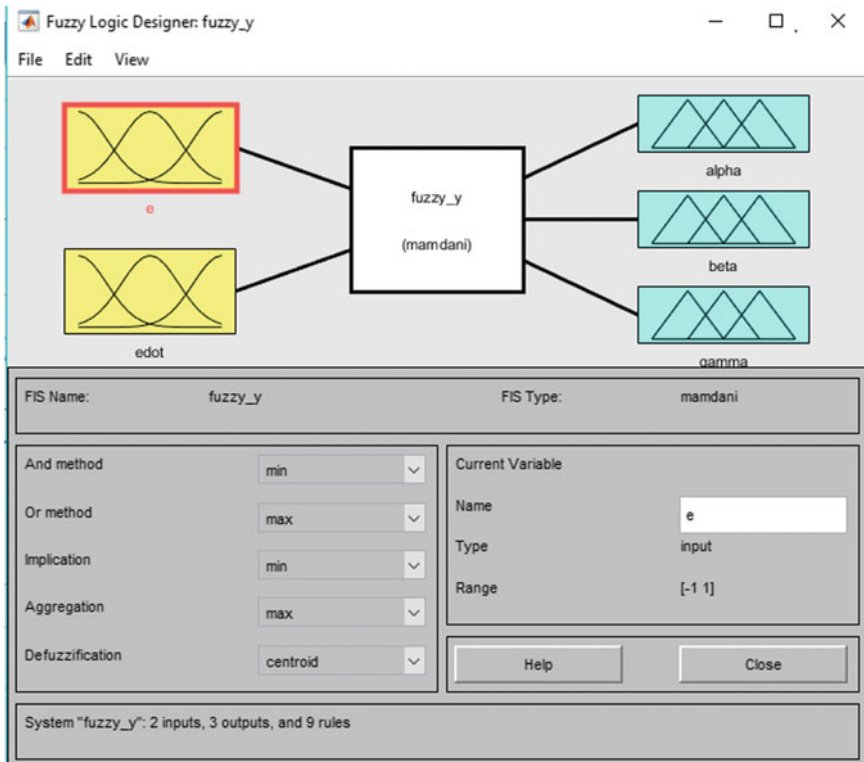 Fuzzy Logic Designer: fuzzy_y
File Edit View
e
edot
fuzzy_y
(mamdani)
alpha
beta
gamma
FIS Name: fuzzy_y FIS Type: mamdani
And method min
Or method max
Implication min
Aggregation max
Defuzzification centroid
Current Variable
Name e
Type input
Range [-1 1]
Help Close
System "fuzzy_y": 2 inputs, 3 outputs, and 9 rules